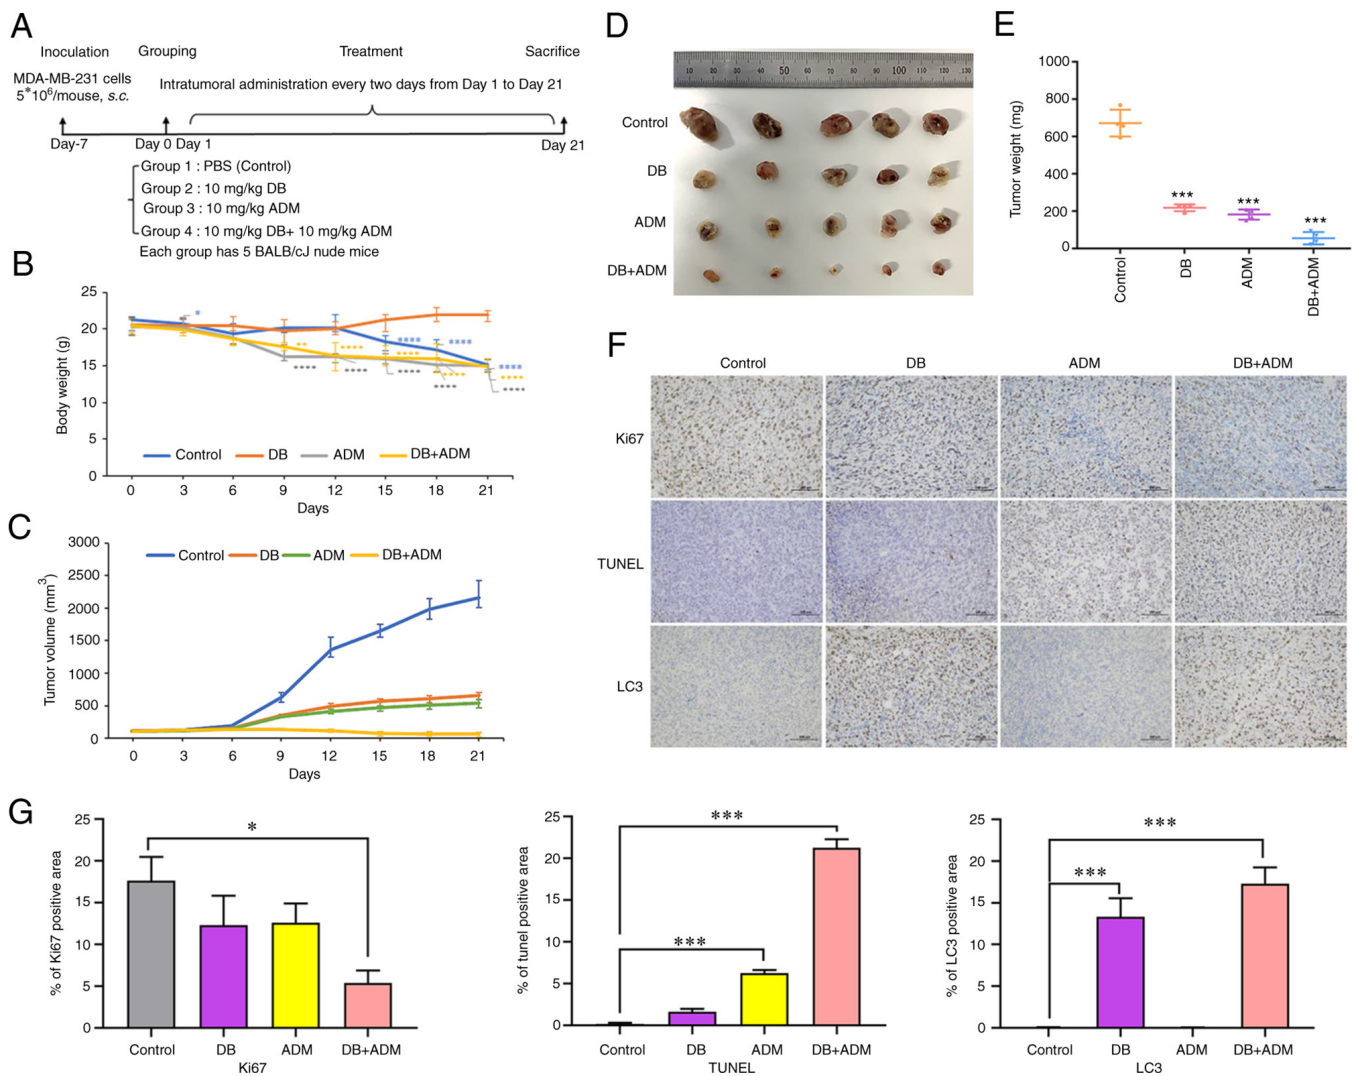 A
Inoculation Grouping Treatment Sacrifice
MDA-MB-231 cells
5*10⁶/mouse, s.c.
Intratumoral administration every two days from Day 1 to Day 21
Day-7 Day 0 Day 1 Day 21
Group 1 : PBS (Control)
Group 2 : 10 mg/kg DB
Group 3 : 10 mg/kg ADM
Group 4 : 10 mg/kg DB+ 10 mg/kg ADM
Each group has 5 BALB/cJ nude mice
B
Body weight (g)
25
20
15
10
5
0
*
**
****
****
****
****
****
****
****
****
****
****
****
****
Control DB ADM DB+ADM
0 3 6 9 12 15 18 21
Days
C
Tumor volume (mm³)
3000
2500
2000
1500
1000
500
0
Control DB ADM DB+ADM
0 3 6 9 12 15 18 21
Days
D
10 20 50 100 130
Control
DB
ADM
DB+ADM
E
Tumor weight (mg)
1000
800
600
400
200
0
*** *** ***
Control DB ADM DB+ADM
F
Control DB ADM DB+ADM
Ki67
TUNEL
LC3
G
% of Ki67 positive area
25
20
15
10
5
0
*
Control DB ADM DB+ADM
Ki67
% of tunel positive area
25
20
15
10
5
0
***
***
Control DB ADM DB+ADM
TUNEL
% of LC3 positive area
25
20
15
10
5
0
***
***
Control DB ADM DB+ADM
LC3